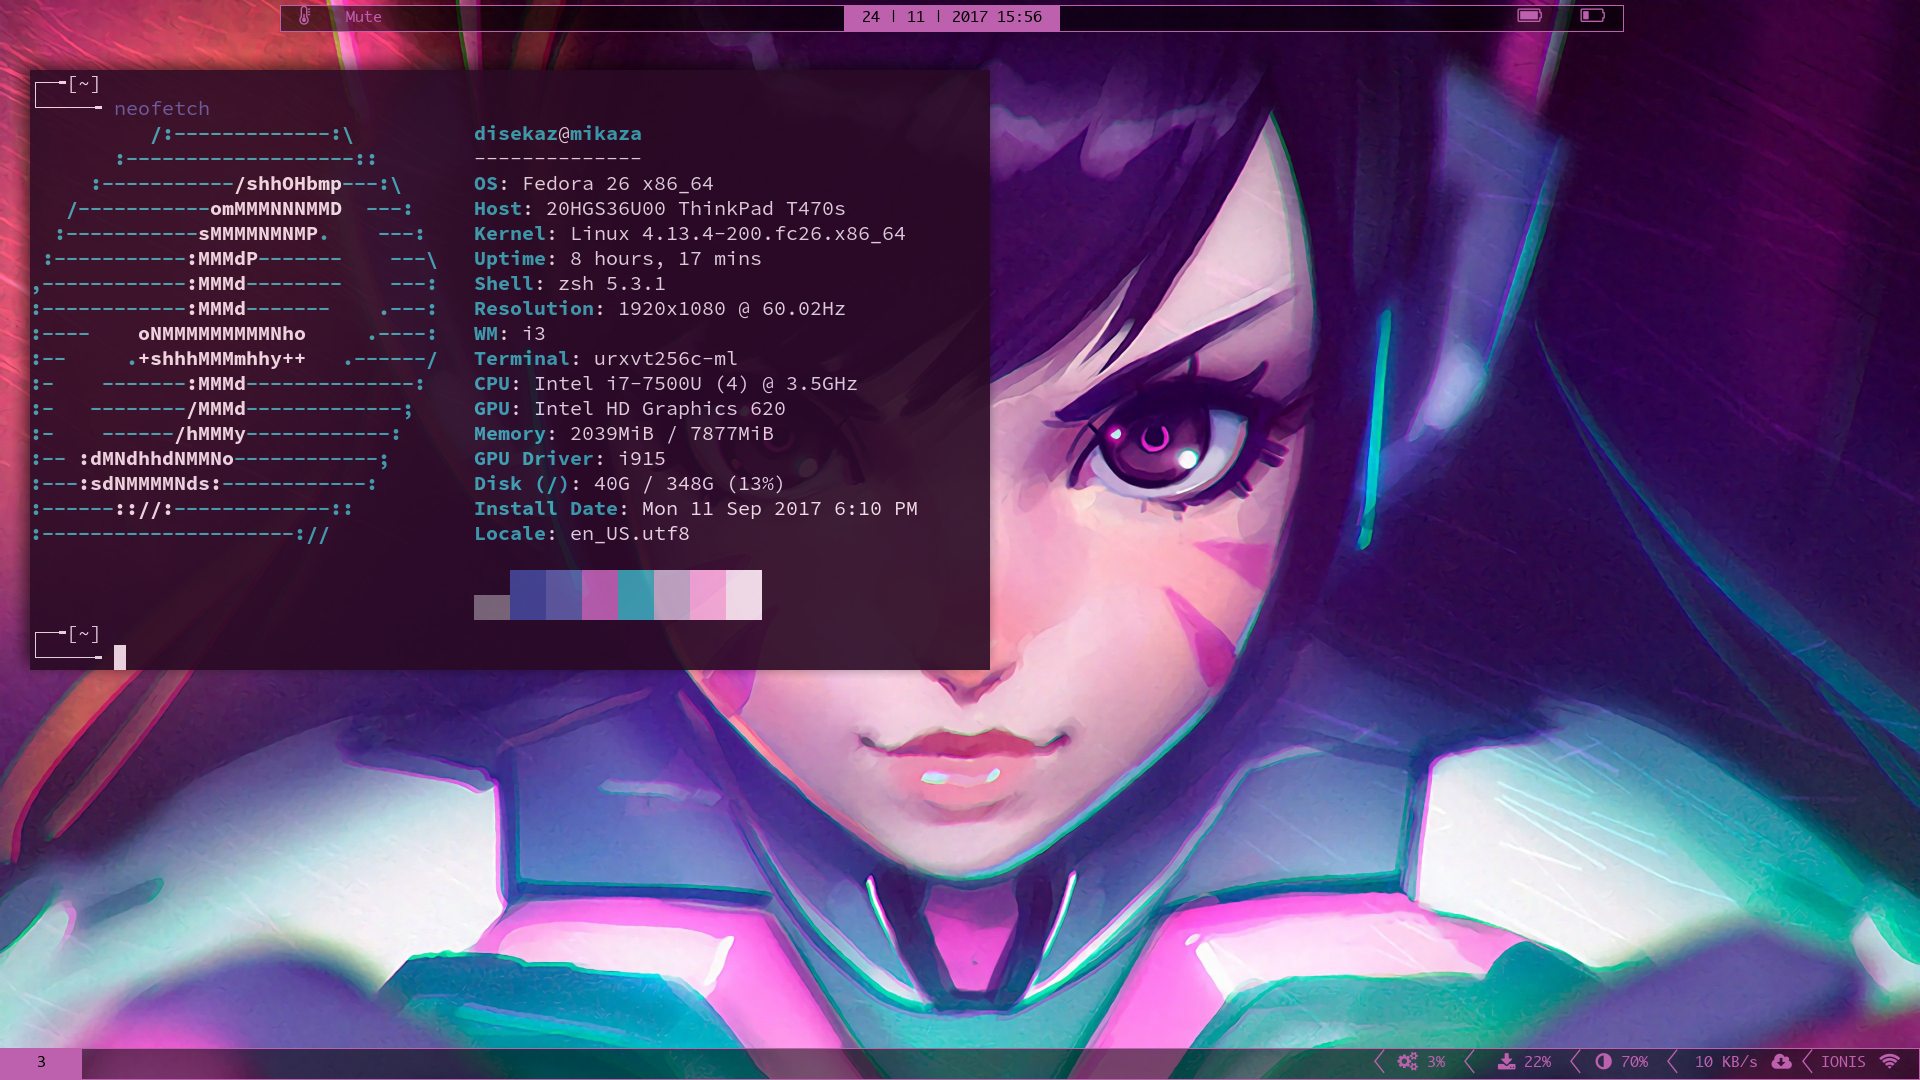 Mute
24 | 11 | 2017 15:56
[~]
neofetch
/:-------------:\
:-------------------::
:-----------/shhOHbmp---:\
/-----------omMMMNNNMMD  ---:
:-----------sMMMMNMNMP.    ---:
:-----------:MMMdP-------    ---\
,------------:MMMd--------    ---:
:------------:MMMd-------    .---:
:----    oNMMMMMMMMMNho     .----:
:--     .+shhhMMMmhhy++   .------/
:-    -------:MMMd--------------:
:-   --------/MMMd-------------;
:-    ------/hMMMy------------:
:-- :dMNdhhdNMMNo------------;
:---:sdNMMMMNds:------------:
:------:://:-------------::
:---------------------://
disekaz@mikaza
--------------
OS: Fedora 26 x86_64
Host: 20HGS36U00 ThinkPad T470s
Kernel: Linux 4.13.4-200.fc26.x86_64
Uptime: 8 hours, 17 mins
Shell: zsh 5.3.1
Resolution: 1920x1080 @ 60.02Hz
WM: i3
Terminal: urxvt256c-ml
CPU: Intel i7-7500U (4) @ 3.5GHz
GPU: Intel HD Graphics 620
Memory: 2039MiB / 7877MiB
GPU Driver: i915
Disk (/): 40G / 348G (13%)
Install Date: Mon 11 Sep 2017 6:10 PM
Locale: en_US.utf8
[~]
3
3% 22% 70% 10 KB/s IONIS